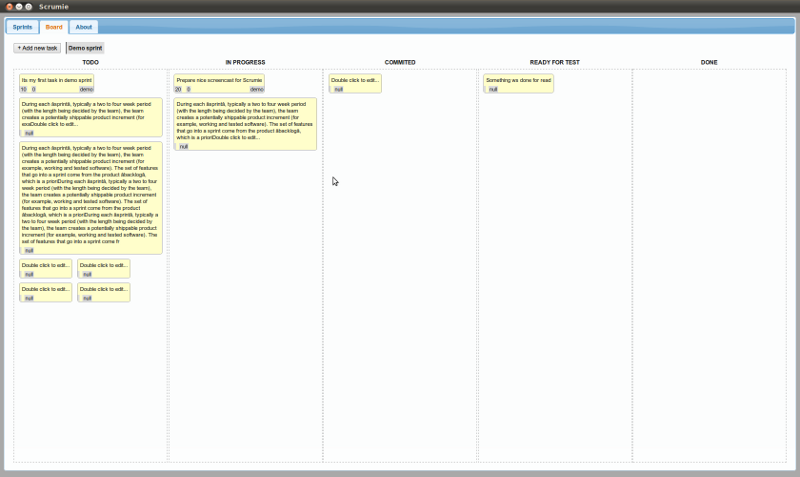 Scrumie
Sprints Board About
+ Add new task Demo sprint
TODO
Its my first task in demo sprint
10 0 demo
During each âsprintâ, typically a two to four week period
(with the length being decided by the team), the team
creates a potentially shippable product increment (for
exaDouble click to edit...
null
During each âsprintâ, typically a two to four week period
(with the length being decided by the team), the team
creates a potentially shippable product increment (for
example, working and tested software). The set of features
that go into a sprint come from the product âbacklogâ,
which is a prioriDuring each âsprintâ, typically a two to four
week period (with the length being decided by the team),
the team creates a potentially shippable product increment
(for example, working and tested software). The set of
features that go into a sprint come from the product
âbacklogâ, which is a prioriDuring each âsprintâ, typically a
two to four week period (with the length being decided by
the team), the team creates a potentially shippable product
increment (for example, working and tested software). The
set of features that go into a sprint come fr
null
Double click to edit... Double click to edit...
null null
Double click to edit... Double click to edit...
null null
IN PROGRESS
Prepare nice screencast for Scrumie
20 0 demo
During each âsprintâ, typically a two to four week period
(with the length being decided by the team), the team
creates a potentially shippable product increment (for
example, working and tested software). The set of features
that go into a sprint come from the product âbacklogâ,
which is a prioriDouble click to edit...
null
COMMITED
Double click to edit...
null
READY FOR TEST
Something ws done for read
null
DONE